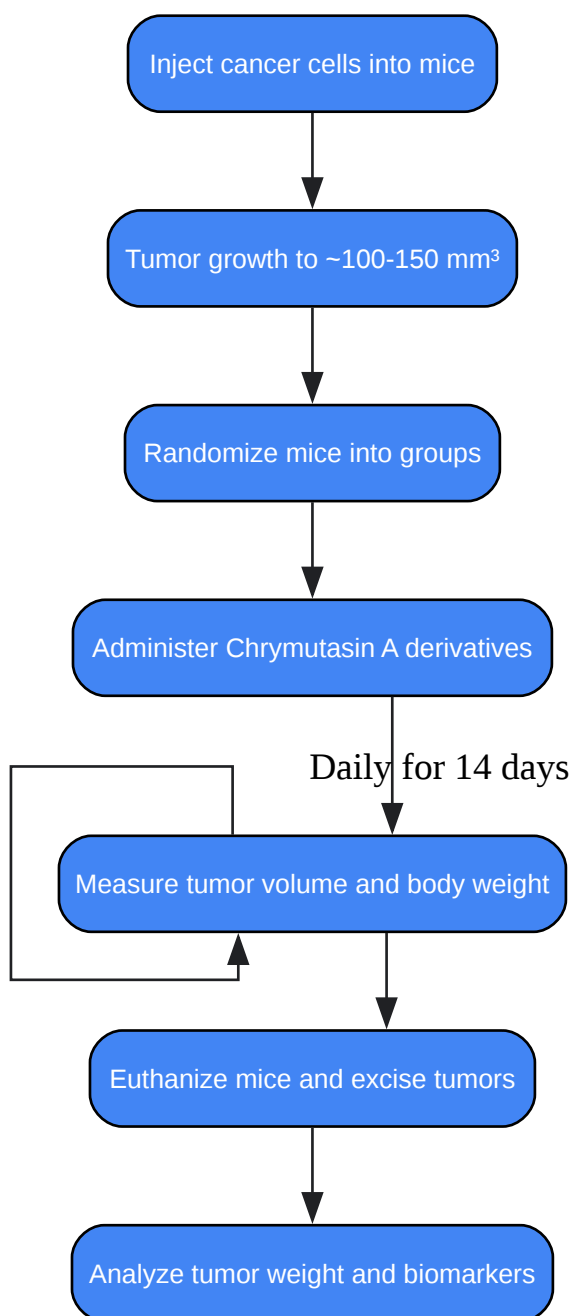 Inject cancer cells into mice
Tumor growth to ~100-150 mm³
Randomize mice into groups
Administer Chrymutasin A derivatives
Daily for 14 days
Measure tumor volume and body weight
Euthanize mice and excise tumors
Analyze tumor weight and biomarkers